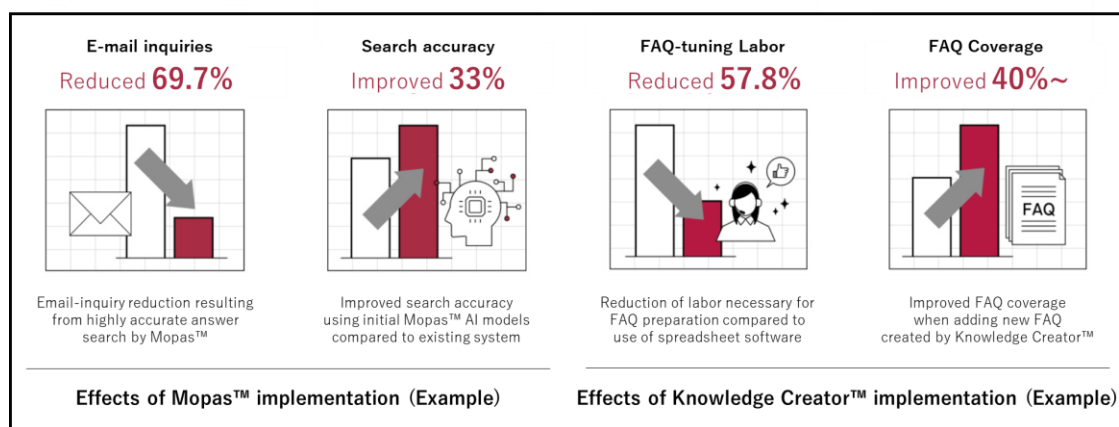 E-mail inquiries
Reduced 69.7%
Email-inquiry reduction resulting
from highly accurate answer
search by Mopas™
Search accuracy
Improved 33%
Improved search accuracy
using initial Mopas™ AI models
compared to existing system
Effects of Mopas™ implementation (Example)
FAQ-tuning Labor
Reduced 57.8%
Reduction of labor necessary for
FAQ preparation compared to
use of spreadsheet software
FAQ Coverage
Improved 40%~
FAQ
Improved FAQ coverage
when adding new FAQ
created by Knowledge Creator™
Effects of Knowledge Creator™ implementation (Example)